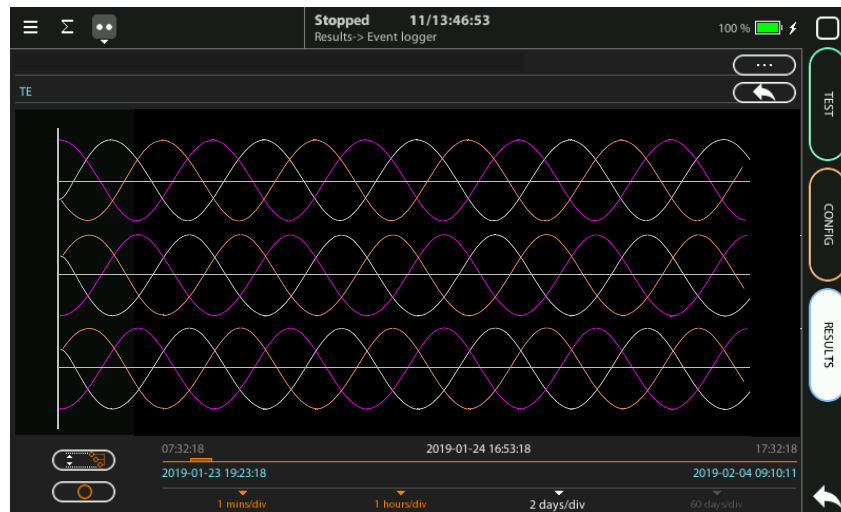 Σ
Stopped 11/13:46:53
Results-> Event logger
100 %
...
TE
TEST
CONFIG
RESULTS
07:32:18 2019-01-24 16:53:18 17:32:18
2019-01-23 19:23:18 2019-02-04 09:10:11
1 mins/div 1 hours/div 2 days/div 60 days/div